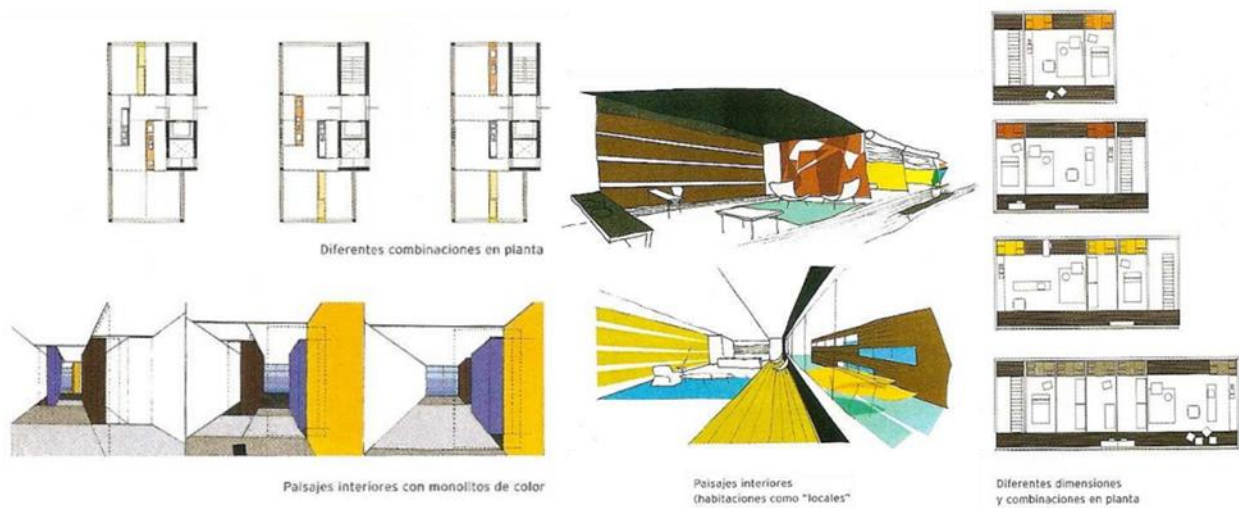 Diferentes combinaciones en planta
Paisajes interiores con monolitos de color
Paisajes interiores
(habitaciones como "locales"
Diferentes dimensiones
y combinaciones en planta